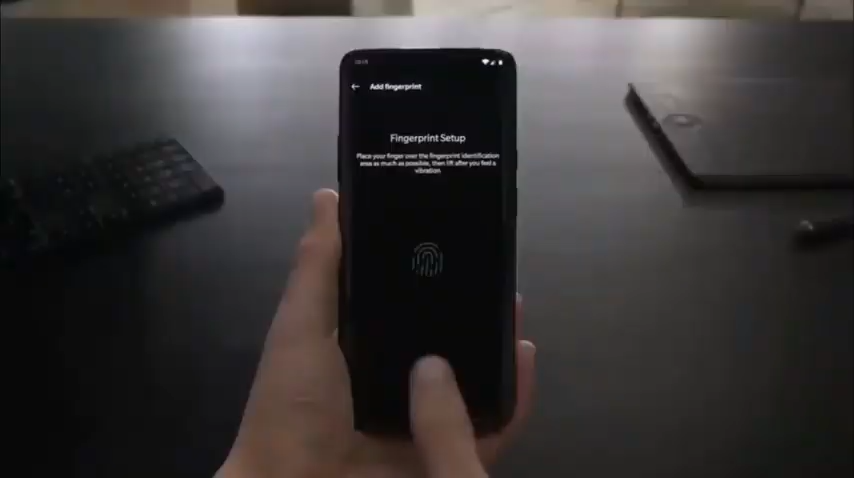 Add fingerprint
Fingerprint Setup
Place your finger over the fingerprint identification
area as much as possible, then lift after you feel a
vibration